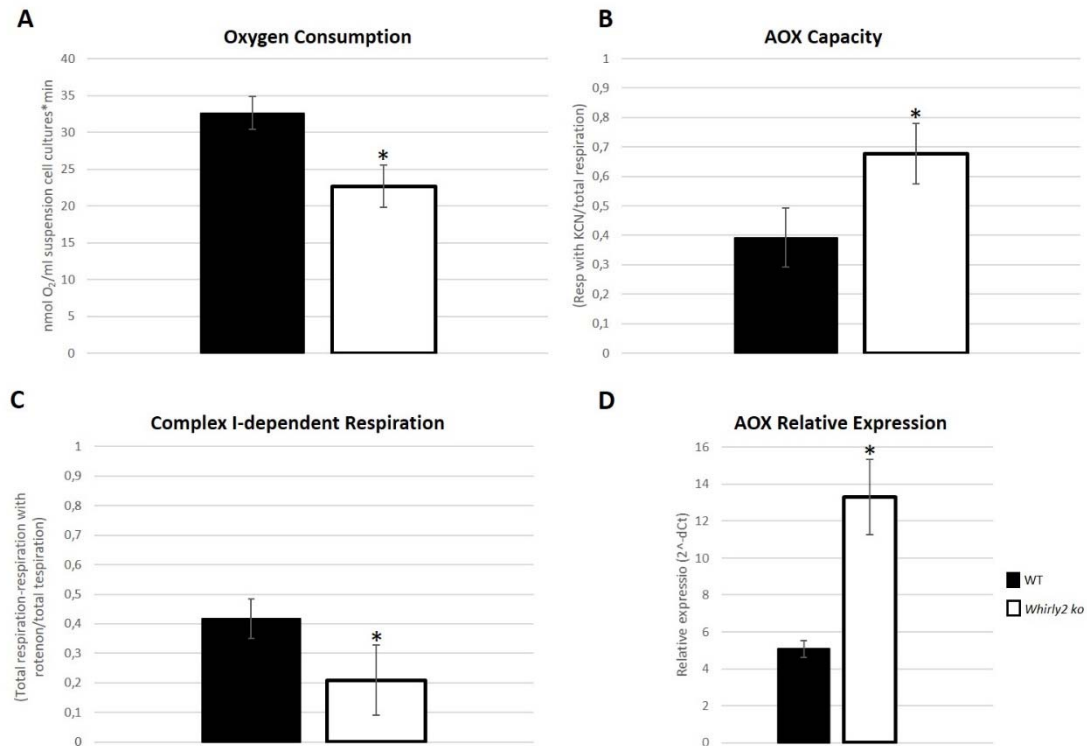 A
Oxygen Consumption
nmol O₂/ml suspension cell cultures*min
40
35
30
25
20
15
10
5
0
*
B
AOX Capacity
(Resp with KCN/total respiration)
1
0,9
0,8
0,7
0,6
0,5
0,4
0,3
0,2
0,1
0
*
C
Complex I-dependent Respiration
(Total respiration-respiration with
rotenon/total tespiration)
1
0,9
0,8
0,7
0,6
0,5
0,4
0,3
0,2
0,1
0
*
D
AOX Relative Expression
Relative expressio (2^-dCt)
16
14
12
10
8
6
4
2
0
*
WT
Whirly2 ko